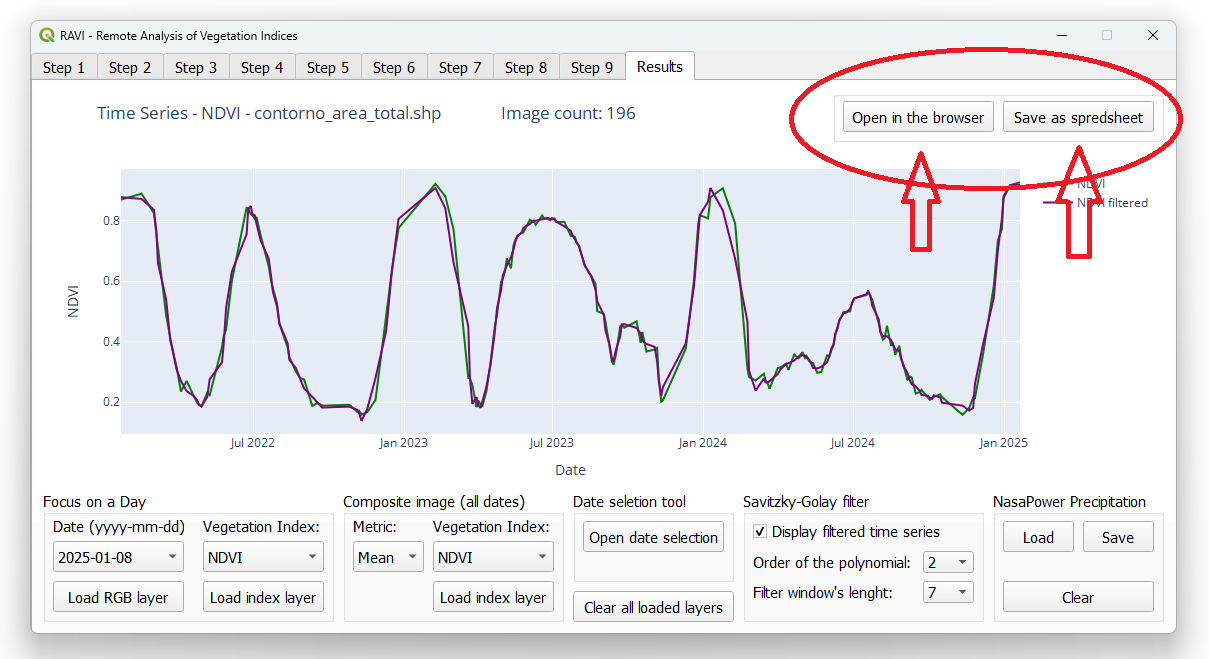 RAVI - Remote Analysis of Vegetation Indices
Step 1 Step 2 Step 3 Step 4 Step 5 Step 6 Step 7 Step 8 Step 9 Results
Time Series - NDVI - contorno_area_total.shp Image count: 196
Open in the browser Save as spredsheet
NDVI
NDVI filtered
0.8
0.6
0.4
0.2
NDVI
Jul 2022 Jan 2023 Jul 2023 Jan 2024 Jul 2024 Jan 2025
Date
Focus on a Day Composite image (all dates) Date seletion tool Savitzky-Golay filter NasaPower Precipitation
Date (yyyy-mm-dd) Vegetation Index: Metric: Vegetation Index: Open date selection Display filtered time series Load Save
2025-01-08 NDVI Mean NDVI Order of the polynomial: 2
Load RGB layer Load index layer Load index layer Clear all loaded layers Filter window's lenght: 7 Clear